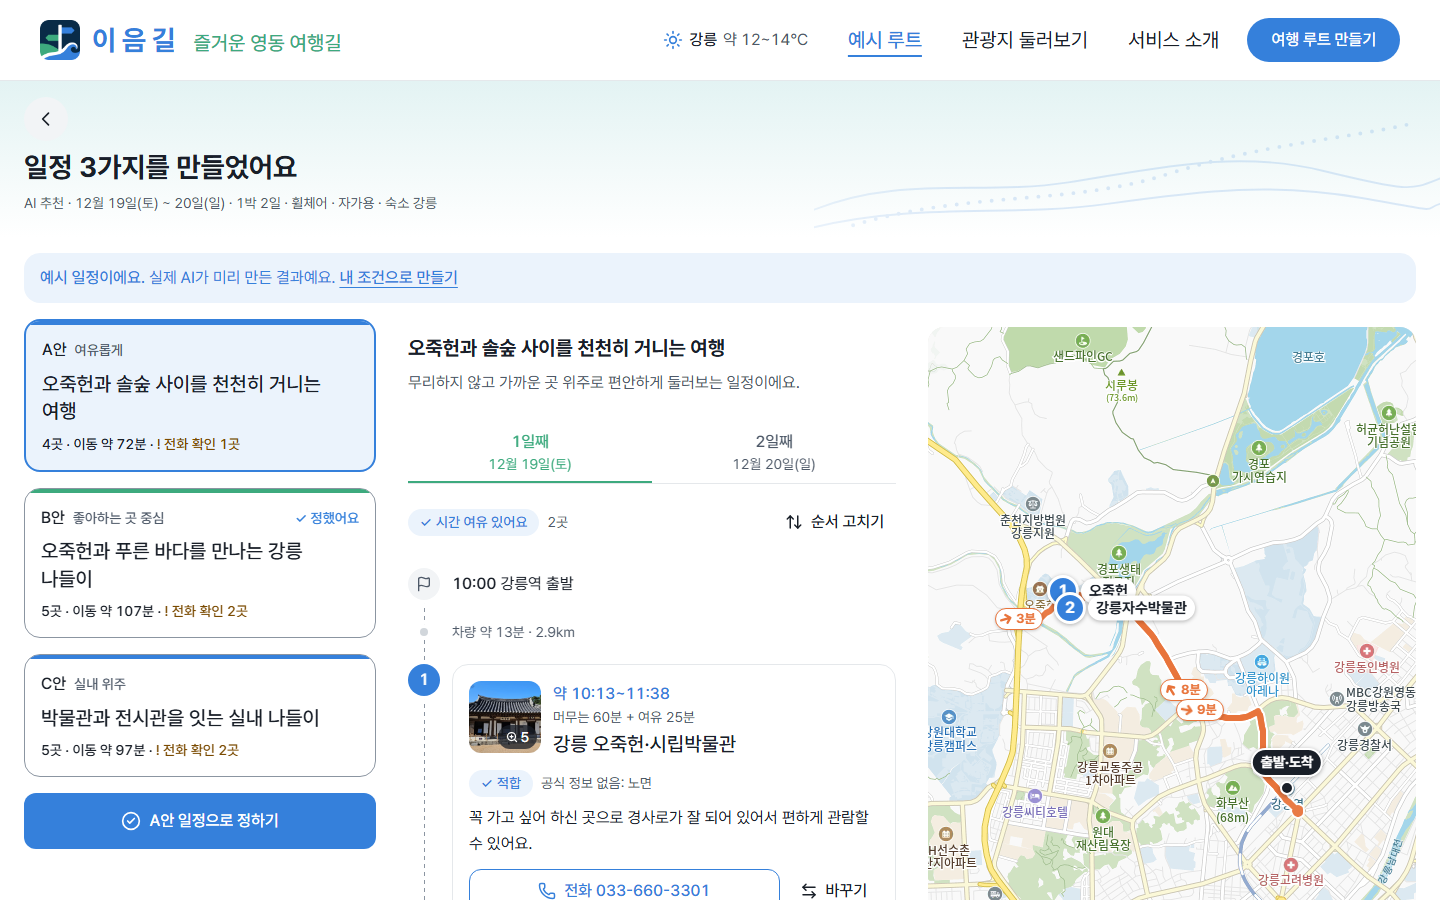 이음길 즐거운 영동 여행길
강릉 약 12~14°C
예시 루트
관광지 둘러보기
서비스 소개
여행 루트 만들기
일정 3가지를 만들었어요
AI 추천 · 12월 19일(토) ~ 20일(일) · 1박 2일 · 휠체어 · 자가용 · 숙소 강릉
예시 일정이에요. 실제 AI가 미리 만든 결과예요. 내 조건으로 만들기
A안 여유롭게
오죽헌과 솔숲 사이를 천천히 거니는
여행
4곳 · 이동 약 72분 · ! 전화 확인 1곳
B안 좋아하는 곳 중심
정했어요
오죽헌과 푸른 바다를 만나는 강릉
나들이
5곳 · 이동 약 107분 · ! 전화 확인 2곳
C안 실내 위주
박물관과 전시관을 잇는 실내 나들이
5곳 · 이동 약 97분 · ! 전화 확인 2곳
A안 일정으로 정하기
오죽헌과 솔숲 사이를 천천히 거니는 여행
무리하지 않고 가까운 곳 위주로 편안하게 둘러보는 일정이에요.
1일째
12월 19일(토)
2일째
12월 20일(일)
시간 여유 있어요 2곳
순서 고치기
10:00 강릉역 출발
차량 약 13분 · 2.9km
1
약 10:13~11:38
머무는 60분 + 여유 25분
강릉 오죽헌·시립박물관
5
적합 공식 정보 없음: 노면
꼭 가고 싶어 하신 곳으로 경사로가 잘 되어 있어서 편하게 관람할
수 있어요.
전화 033-660-3301
바꾸기
샌드파인GC
경포호
시루봉
(73.6m)
허균허난설헌
기념공원
경포
가시연습지
춘천지방법원
강릉지원
경포생태
1
오죽헌
2
강릉자수박물관
3분
강릉동인병원
강릉하이원
아레나
8분
9분
MBC강원영동
강릉방송국
강원대학교
강릉캠퍼스
강릉경찰서
강릉교동주공
1차아파트
출발·도착
강릉씨티호텔
화부산
(68m)
원대
재산림욕장
H선수촌
단지아파트
강릉고려병원
강릉남대천